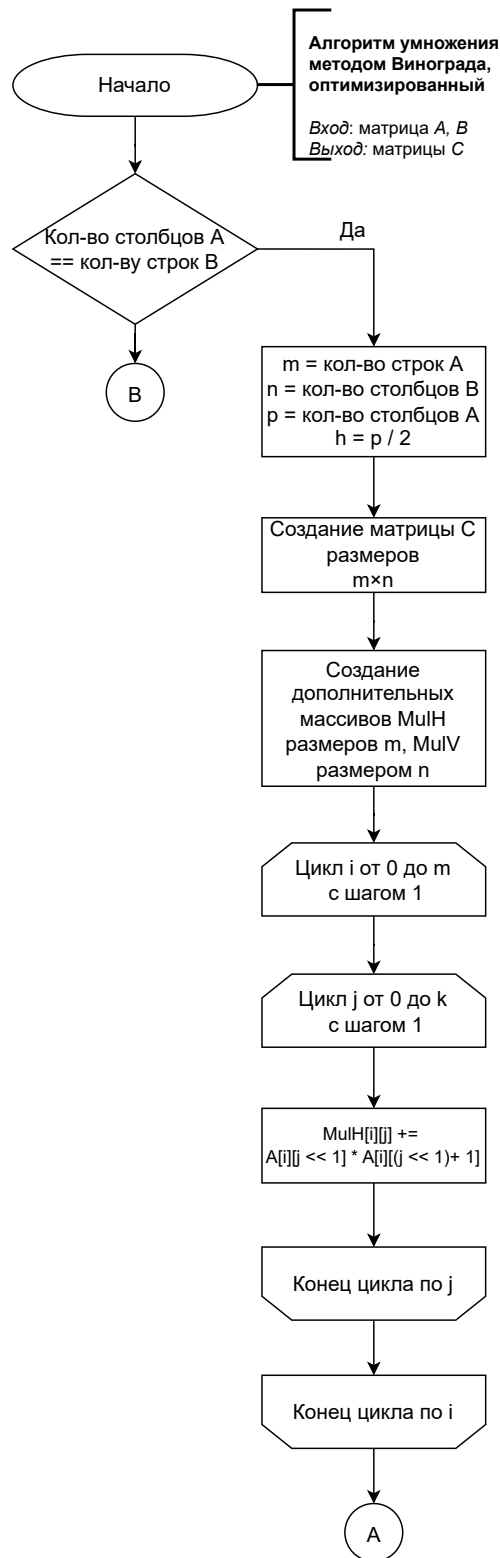 Начало
Алгоритм умножения
методом Винограда,
оптимизированный
Вход: матрица A, B
Выход: матрицы C
Кол-во столбцов A
== кол-ву строк B
Да
B
m = кол-во строк A
n = кол-во столбцов B
p = кол-во столбцов A
h = p / 2
Создание матрицы C
размеров
m×n
Создание
дополнительных
массивов MulH
размеров m, MulV
размером n
Цикл i от 0 до m
с шагом 1
Цикл j от 0 до k
с шагом 1
MulH[i][j] +=
A[i][j << 1] * A[i][(j << 1)+ 1]
Конец цикла по j
Конец цикла по i
A